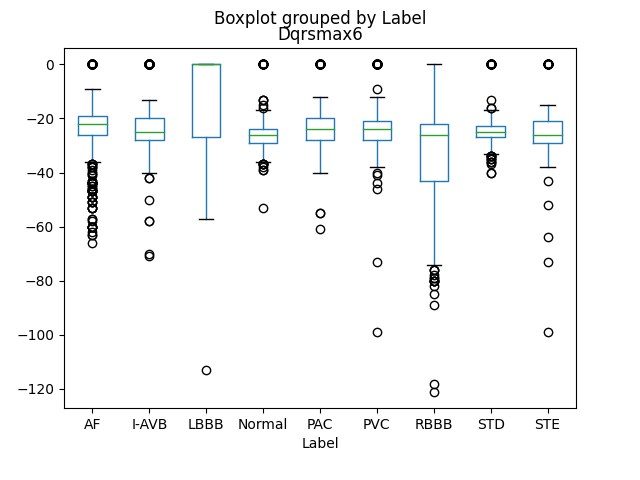 Boxplot grouped by Label
Dqrsmax6
0
−20
−40
−60
−80
−100
−120
AF I-AVB LBBB Normal PAC PVC RBBB STD STE
Label